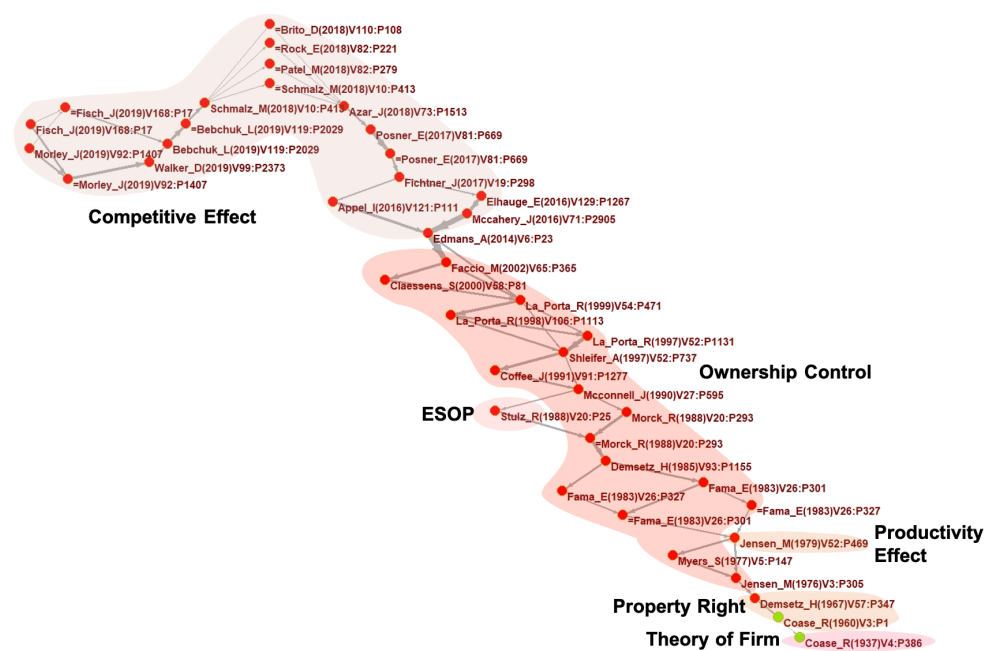 =Brito_D(2018)V110:P108
=Rock_E(2018)V82:P221
=Patel_M(2018)V82:P279
=Schmalz_M(2018)V10:P413
Schmalz_M(2018)V10:P413
Azar_J(2018)V73:P1513
=Fisch_J(2019)V168:P17
Fisch_J(2019)V168:P17
=Bebchuk_L(2019)V119:P2029
Posner_E(2017)V81:P669
Bebchuk_L(2019)V119:P2029
Morley_J(2019)V92:P1407
=Posner_E(2017)V81:P669
Walker_D(2019)V99:P2373
=Morley_J(2019)V92:P1407
Fichtner_J(2017)V19:P298
Elhauge_E(2016)V129:P1267
Appel_I(2016)V121:P111
Competitive Effect
Mccahery_J(2016)V71:P2905
Edmans_A(2014)V6:P23
Faccio_M(2002)V65:P365
Claessens_S(2000)V58:P81
La_Porta_R(1999)V54:P471
La_Porta_R(1998)V106:P1113
La_Porta_R(1997)V52:P1131
Shleifer_A(1997)V52:P737
Ownership Control
Coffee_J(1991)V91:P1277
Mcconnell_J(1990)V27:P595
ESOP
Stulz_R(1988)V20:P25
Morck_R(1988)V20:P293
=Morck_R(1988)V20:P293
Demsetz_H(1985)V93:P1155
Fama_E(1983)V26:P301
Fama_E(1983)V26:P327
=Fama_E(1983)V26:P327
=Fama_E(1983)V26:P301
Productivity
Effect
Jensen_M(1979)V52:P469
Myers_S(1977)V5:P147
Jensen_M(1976)V3:P305
Property Right
Demsetz_H(1967)V57:P347
Coase_R(1960)V3:P1
Theory of Firm
Coase_R(1937)V4:P386